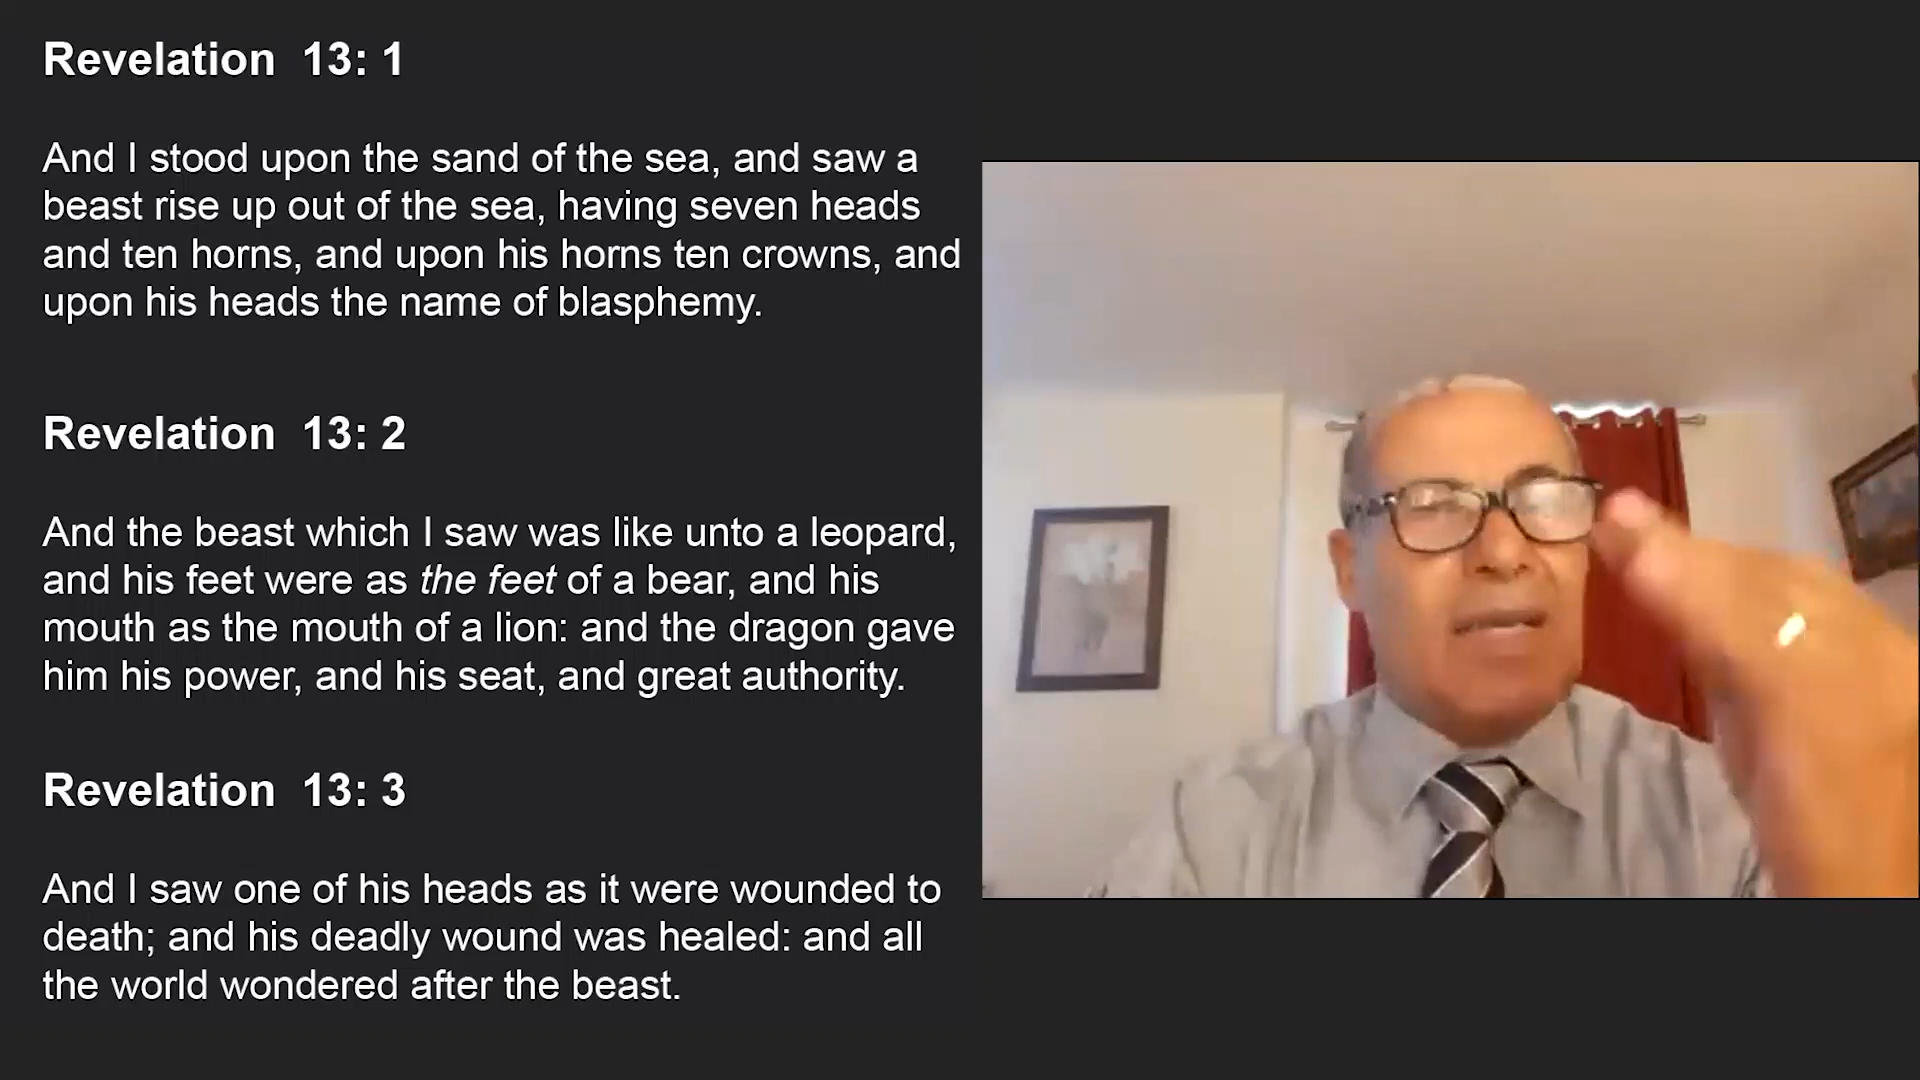 Revelation 13: 1
And I stood upon the sand of the sea, and saw a
beast rise up out of the sea, having seven heads
and ten horns, and upon his horns ten crowns, and
upon his heads the name of blasphemy.
Revelation 13: 2
And the beast which I saw was like unto a leopard,
and his feet were as the feet of a bear, and his
mouth as the mouth of a lion: and the dragon gave
him his power, and his seat, and great authority.
Revelation 13: 3
And I saw one of his heads as it were wounded to
death; and his deadly wound was healed: and all
the world wondered after the beast.